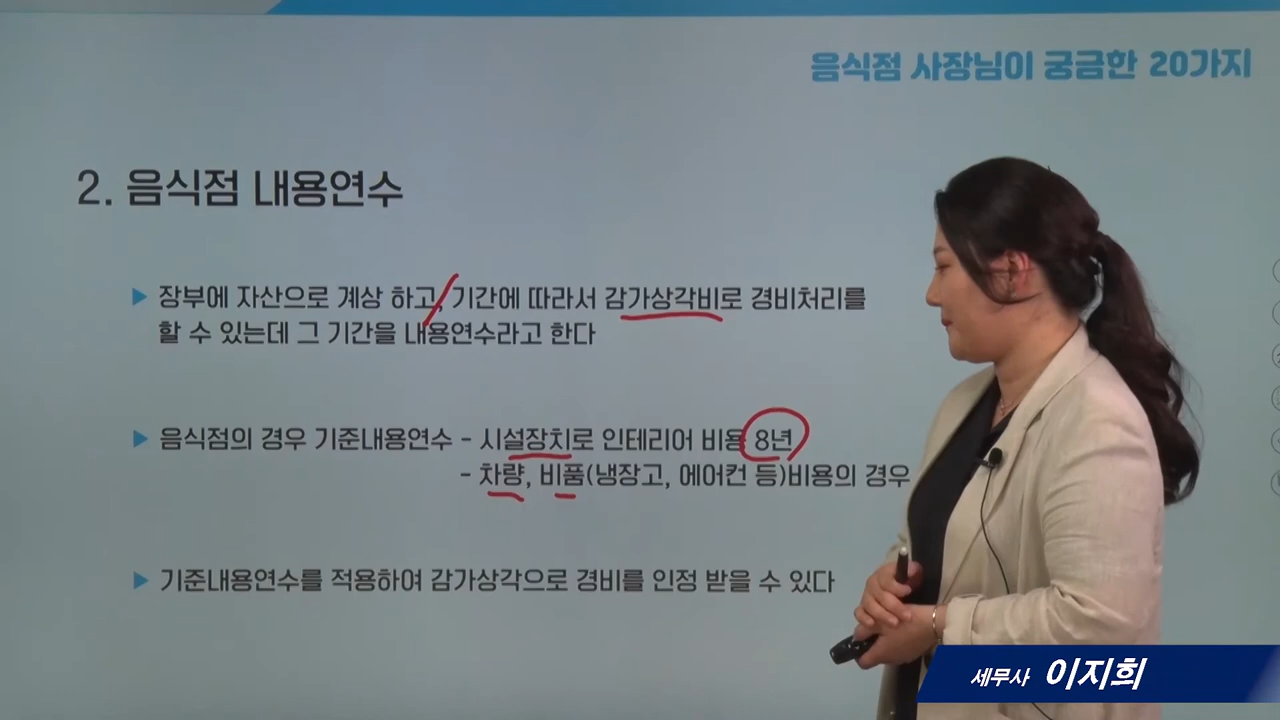 음식점 사장님이 궁금한 20가지
2. 음식점 내용연수
▶ 장부에 자산으로 계상 하고, 기간에 따라서 감가상각비로 경비처리를
할 수 있는데 그 기간을 내용연수라고 한다
▶ 음식점의 경우 기준내용연수 - 시설장치로 인테리어 비용 8년
- 차량, 비품(냉장고, 에어컨 등)비용의 경우
▶ 기준내용연수를 적용하여 감가상각으로 경비를 인정 받을 수 있다
세무사 이지희